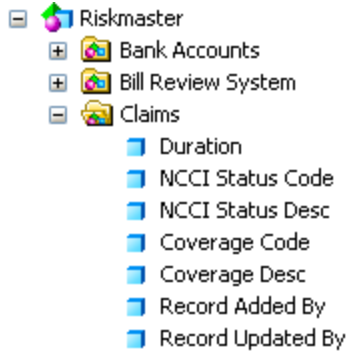 Riskmaster
Bank Accounts
Bill Review System
Claims
Duration
NCCI Status Code
NCCI Status Desc
Coverage Code
Coverage Desc
Record Added By
Record Updated By